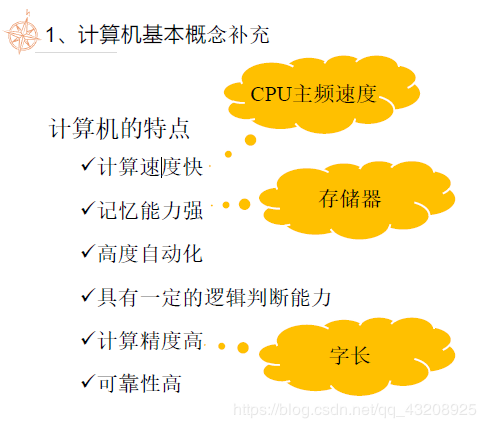 1、计算机基本概念补充
CPU主频速度
计算机的特点
✓计算速度快
存储器
✓记忆能力强
✓高度自动化
✓具有一定的逻辑判断能力
✓计算精度高
字长
✓可靠性高
https://blog.csdn.net/qq_43208925